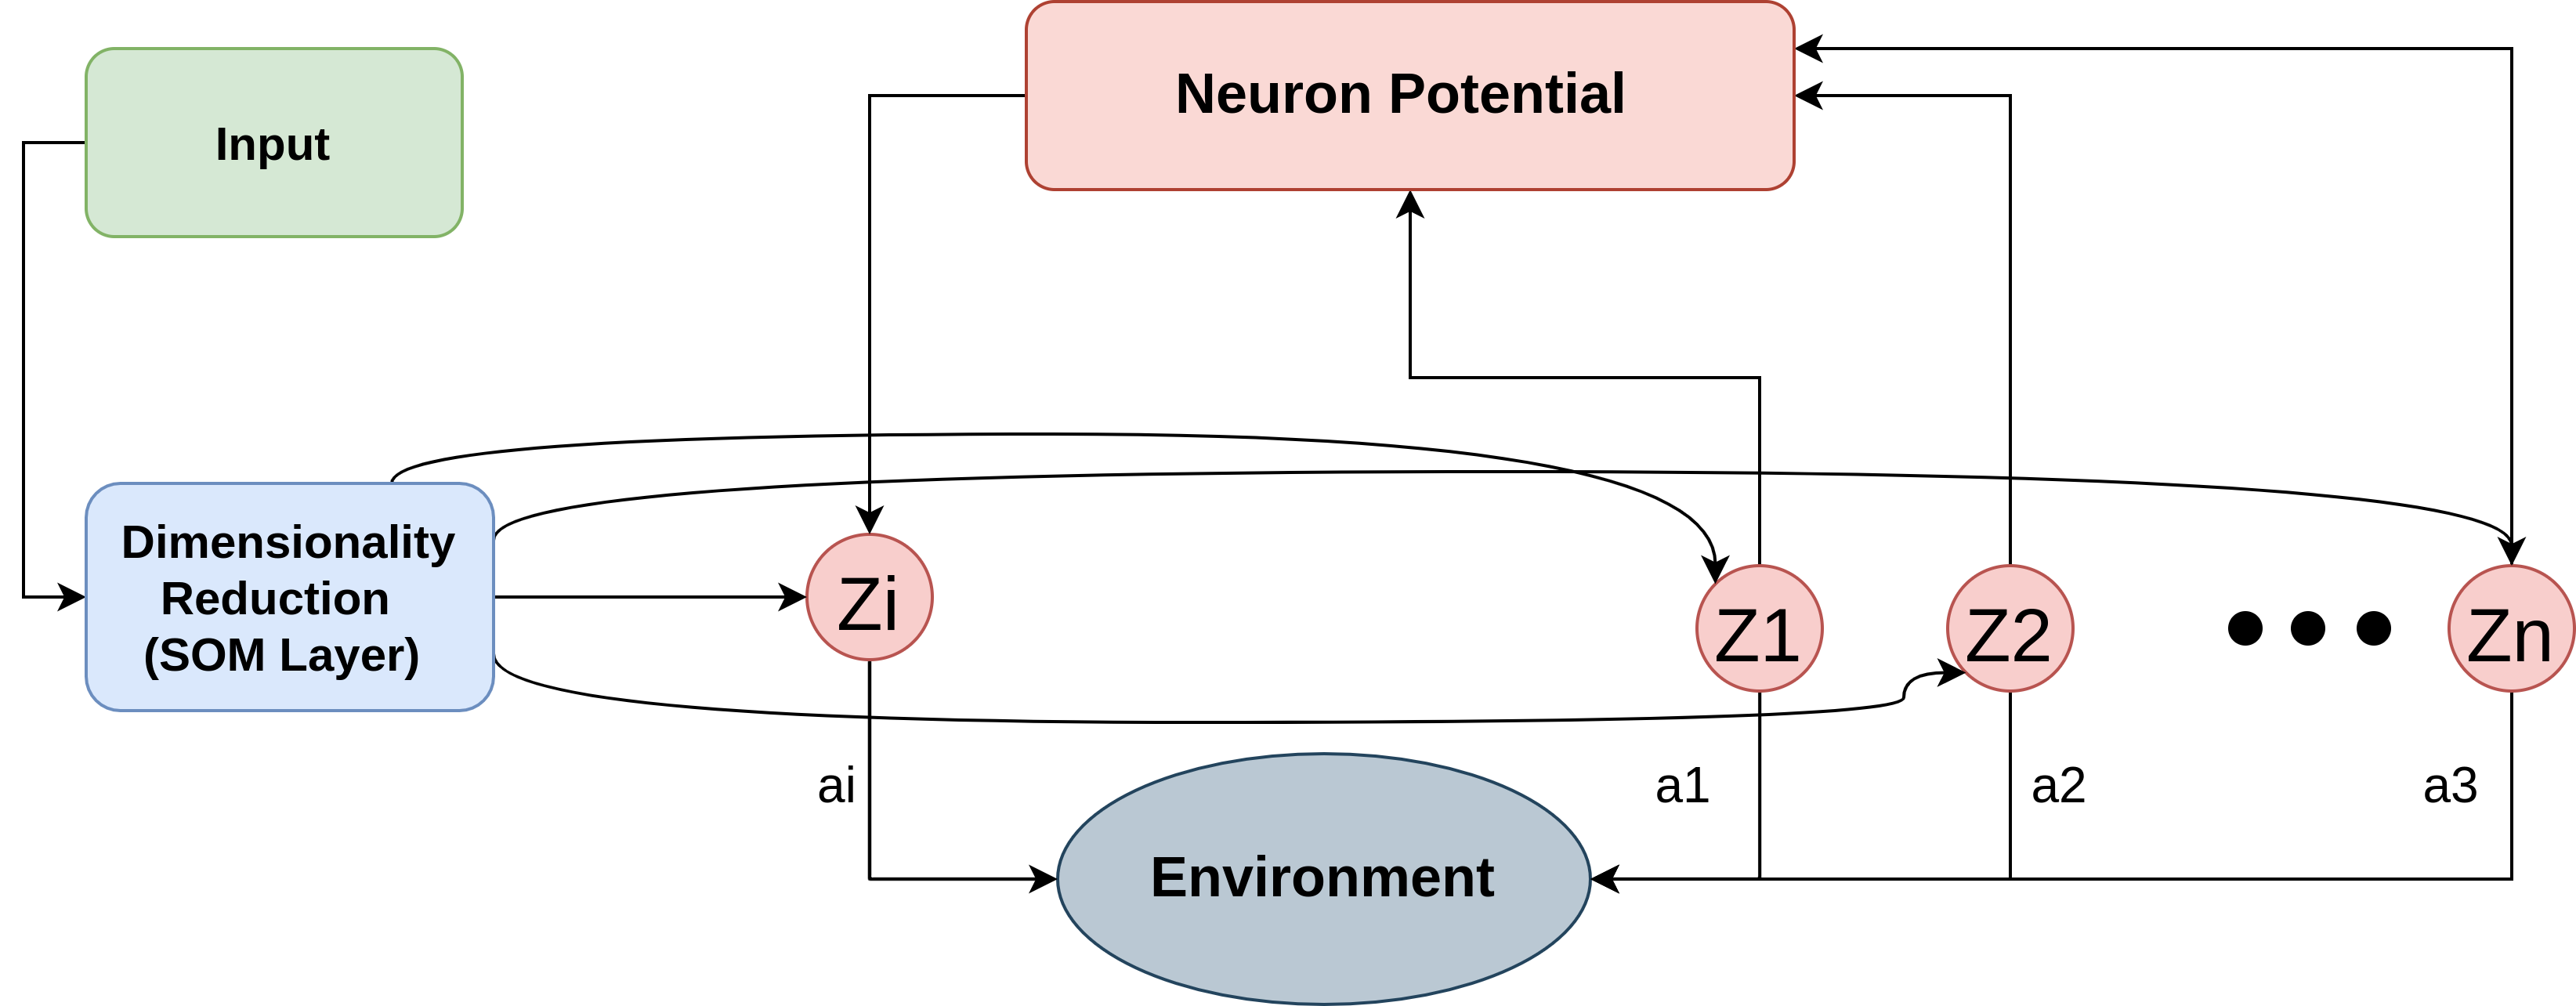 Neuron Potential
Input
Dimensionality
Reduction
(SOM Layer)
Zi
Z1
Z2
Zn
ai
a1
a2
a3
Environment